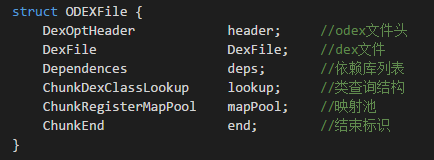 struct ODEXFile {
    DexOptHeader         header;     //odex文件头
    DexFile              DexFile;    //dex文件
    Dependences          deps;       //依赖库列表
    ChunkDexClassLookup  lookup;     //类查询结构
    ChunkRegisterMapPool mapPool;    //映射池
    ChunkEnd             end;        //结束标识
}